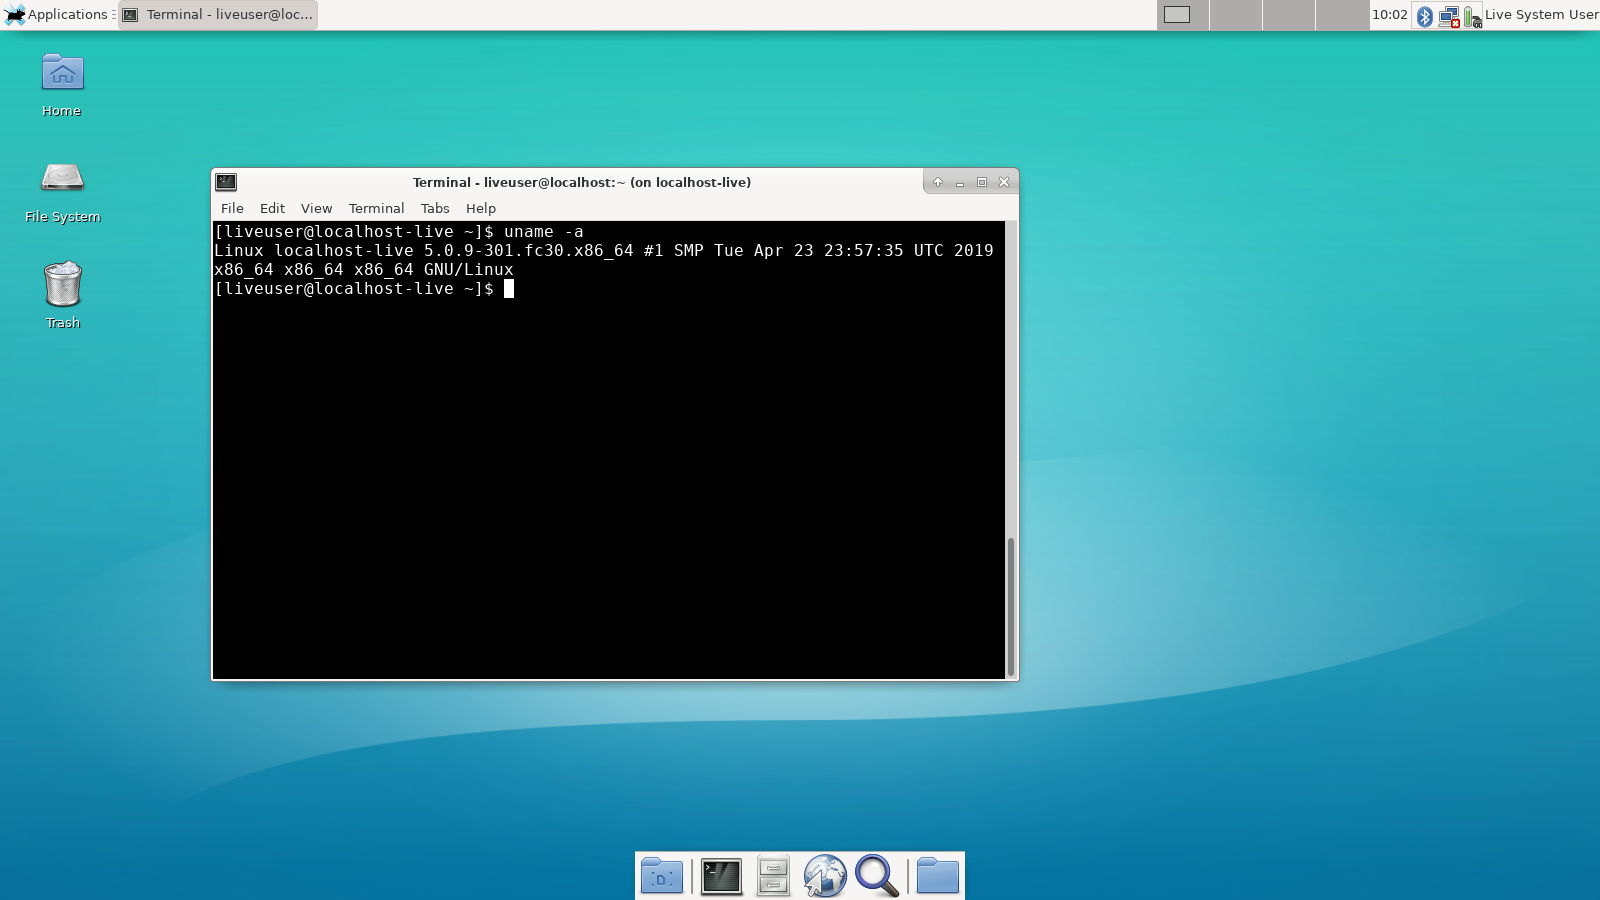 Applications
Terminal - liveuser@loc...
10:02
Live System User
Home
File System
Trash
Terminal - liveuser@localhost:~ (on localhost-live)
File Edit View Terminal Tabs Help
[liveuser@localhost-live ~]$ uname -a
Linux localhost-live 5.0.9-301.fc30.x86_64 #1 SMP Tue Apr 23 23:57:35 UTC 2019
x86_64 x86_64 x86_64 GNU/Linux
[liveuser@localhost-live ~]$